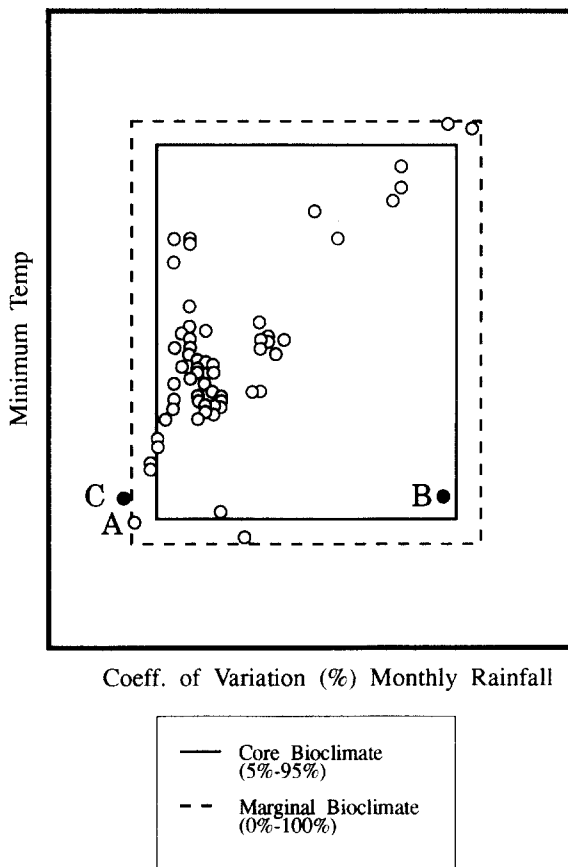 Minimum Temp
C
A
B
Coeff. of Variation (%) Monthly Rainfall
Core Bioclimate
(5%-95%)
Marginal Bioclimate
(0%-100%)